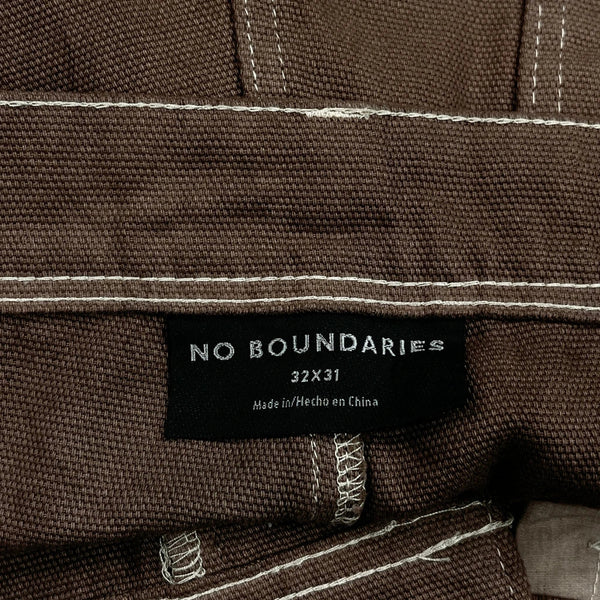 NO BOUNDARIES
32X31
Made in/Hecho en China